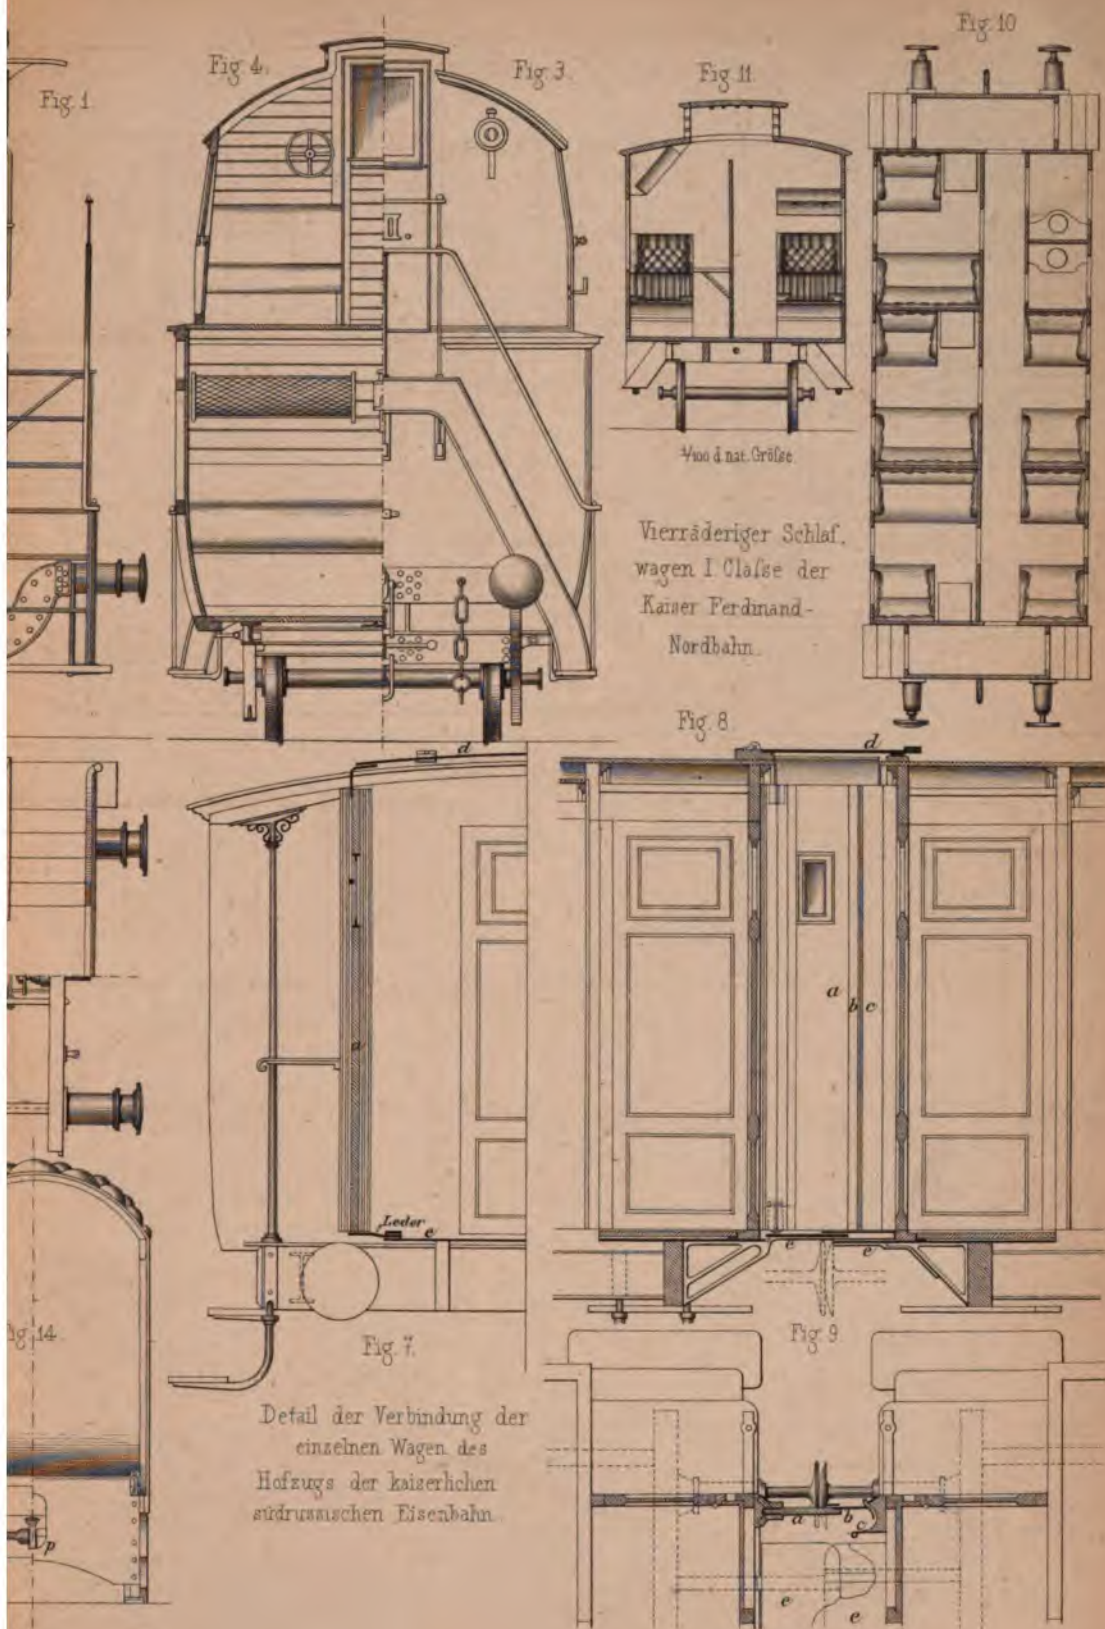 Fig. 10
Fig. 4.
Fig. 3.
Fig. 11.
Fig. 1
1/100 d. nat. Größe.
Vierräderiger Schlaf-
wagen I. Claſse der
Kaiser Ferdinand-
Nordbahn.
Fig. 8.
d
d
a
b
c
d
Leder
e
e
e
Fig. 7.
Fig. 9.
ig. 14.
Detail der Verbindung der
einzelnen Wagen des
Hofzugs der kaiserlichen
südrussischen Eisenbahn.
a
b
c
p
e
e